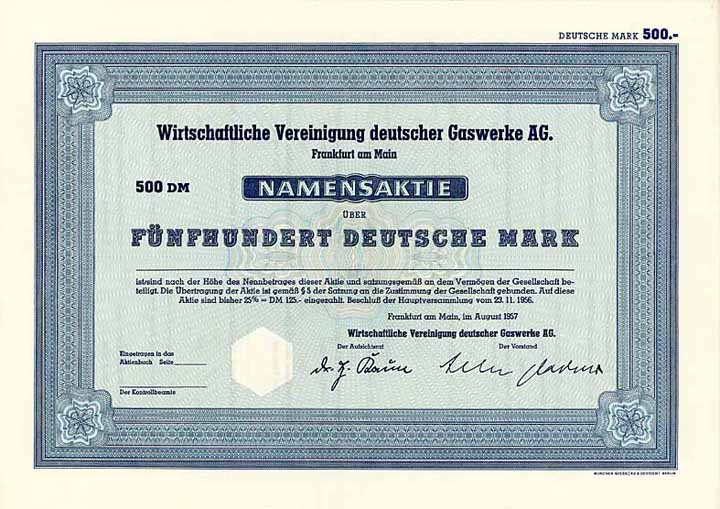 DEUTSCHE MARK 500.-
Wirtschaftliche Vereinigung deutscher Gaswerke AG.
Frankfurt am Main
500 DM
NAMENSAKTIE
ÜBER
FÜNFHUNDERT DEUTSCHE MARK
ist/sind nach der Höhe des Nennbetrages dieser Aktie und satzungsgemäß an dem Vermögen der Gesellschaft be-
teiligt. Die Übertragung der Aktie ist gemäß § 5 der Satzung an die Zustimmung der Gesellschaft gebunden. Auf diese
Aktie sind bisher 25% = DM 125.- eingezahlt. Beschluß der Hauptversammlung vom 23. 11. 1956.
Frankfurt am Main, im August 1957
Wirtschaftliche Vereinigung deutscher Gaswerke AG.
Der Aufsichtsrat Der Vorstand
Eingetragen in das
Aktienbuch Seite
Der Kontrollbeamte